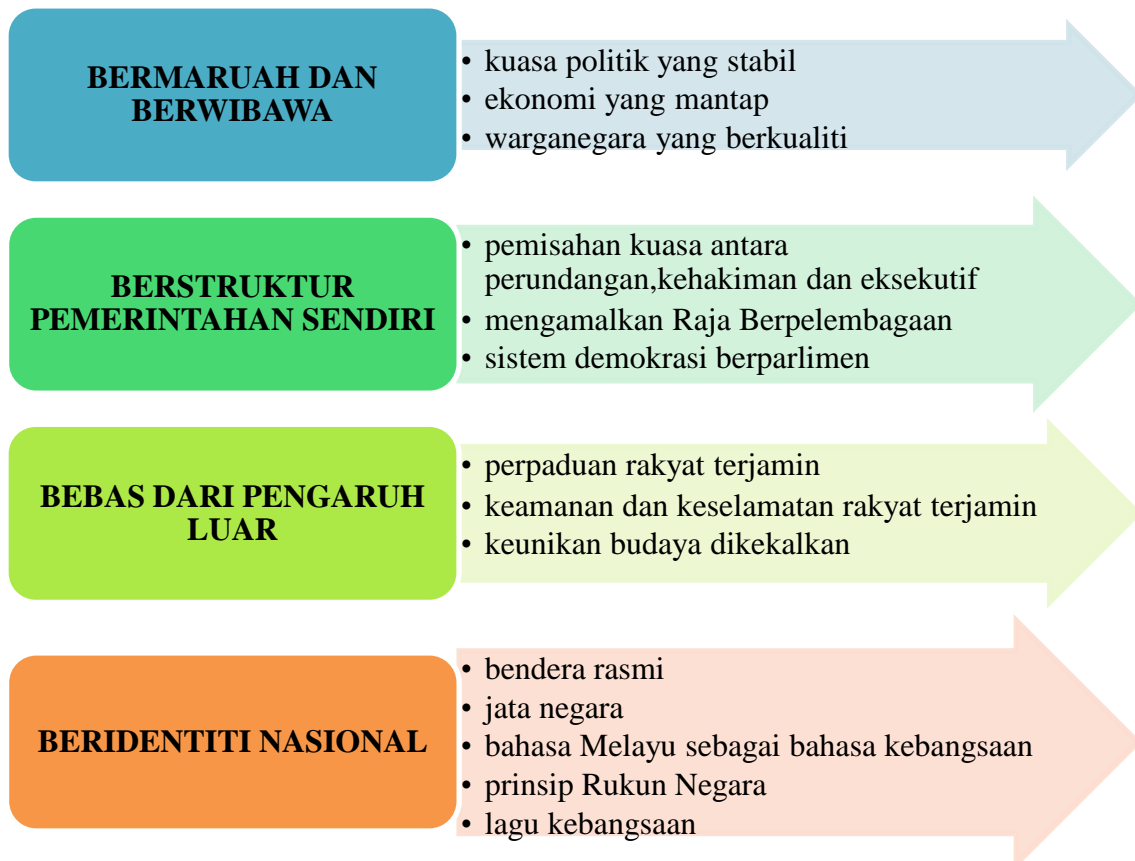 BERMARUAH DAN
BERWIBAWA
• kuasa politik yang stabil
• ekonomi yang mantap
• warganegara yang berkualiti
BERSTRUKTUR
PEMERINTAHAN SENDIRI
• pemisahan kuasa antara
perundangan,kehakiman dan eksekutif
• mengamalkan Raja Berpelembagaan
• sistem demokrasi berparlimen
BEBAS DARI PENGARUH
LUAR
• perpaduan rakyat terjamin
• keamanan dan keselamatan rakyat terjamin
• keunikan budaya dikekalkan
BERIDENTITI NASIONAL
• bendera rasmi
• jata negara
• bahasa Melayu sebagai bahasa kebangsaan
• prinsip Rukun Negara
• lagu kebangsaan